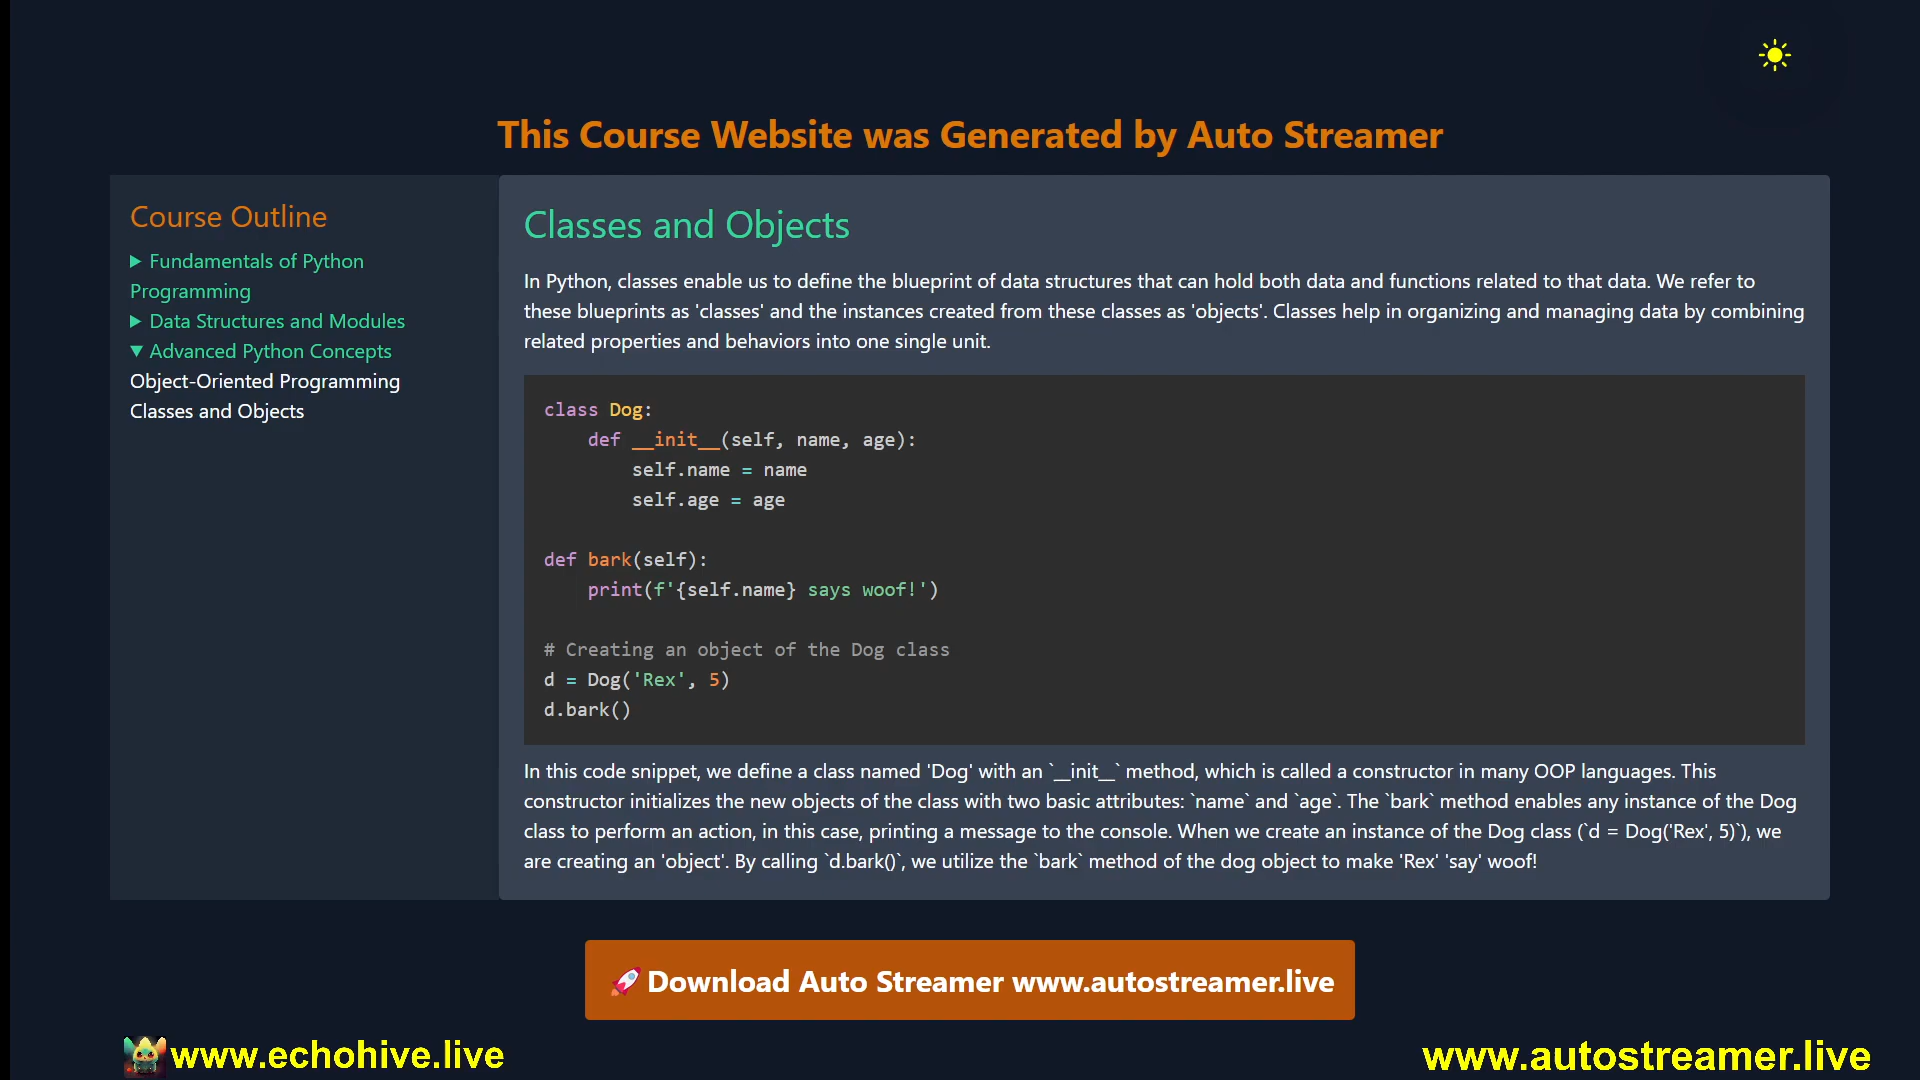 This Course Website was Generated by Auto Streamer
Course Outline
▶ Fundamentals of Python
Programming
▶ Data Structures and Modules
▼ Advanced Python Concepts
Object-Oriented Programming
Classes and Objects
Classes and Objects
In Python, classes enable us to define the blueprint of data structures that can hold both data and functions related to that data. We refer to
these blueprints as 'classes' and the instances created from these classes as 'objects'. Classes help in organizing and managing data by combining
related properties and behaviors into one single unit.
class Dog:
    def __init__(self, name, age):
        self.name = name
        self.age = age
def bark(self):
    print(f'{self.name} says woof!')
# Creating an object of the Dog class
d = Dog('Rex', 5)
d.bark()
In this code snippet, we define a class named 'Dog' with an `__init__` method, which is called a constructor in many OOP languages. This
constructor initializes the new objects of the class with two basic attributes: `name` and `age`. The `bark` method enables any instance of the Dog
class to perform an action, in this case, printing a message to the console. When we create an instance of the Dog class (`d = Dog('Rex', 5)`), we
are creating an 'object'. By calling `d.bark()`, we utilize the `bark` method of the dog object to make 'Rex' 'say' woof!
🚀 Download Auto Streamer www.autostreamer.live
www.echohive.live
www.autostreamer.live